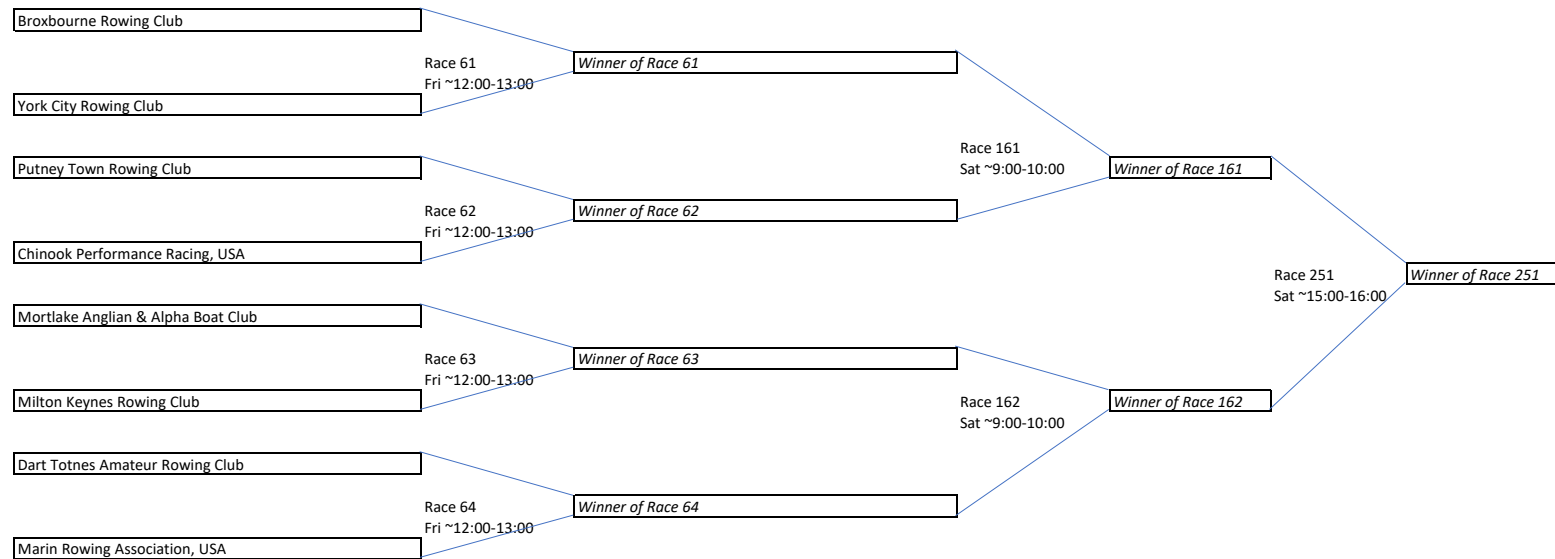 Broxbourne Rowing Club
Race 61
Fri ~12:00-13:00
Winner of Race 61
York City Rowing Club
Race 161
Sat ~9:00-10:00
Winner of Race 161
Putney Town Rowing Club
Race 62
Fri ~12:00-13:00
Winner of Race 62
Chinook Performance Racing, USA
Race 251
Sat ~15:00-16:00
Winner of Race 251
Mortlake Anglian & Alpha Boat Club
Race 63
Fri ~12:00-13:00
Winner of Race 63
Milton Keynes Rowing Club
Race 162
Sat ~9:00-10:00
Winner of Race 162
Dart Totnes Amateur Rowing Club
Race 64
Fri ~12:00-13:00
Winner of Race 64
Marin Rowing Association, USA